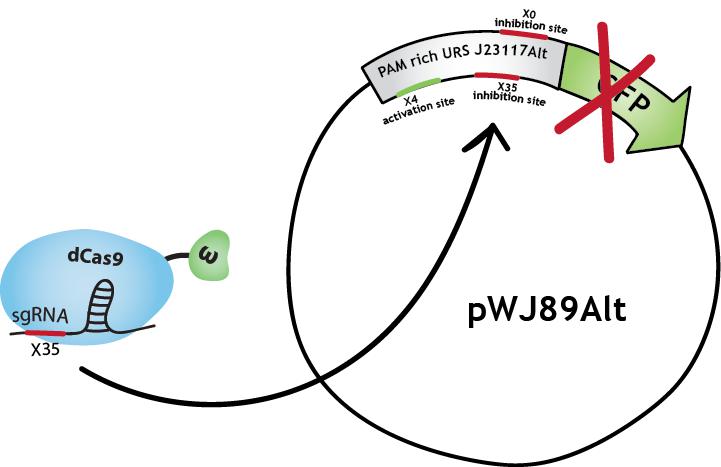 X0
inhibition site
PAM rich URS J23117Alt
GFP
X4
activation site
X35
inhibition site
dCas9
ω
sgRNA
X35
pWJ89Alt